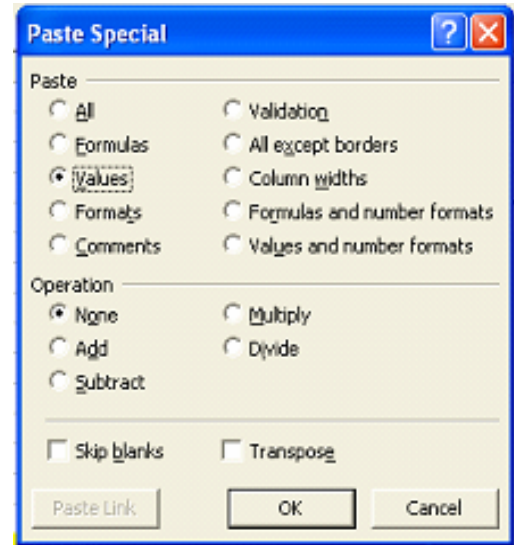 Paste Special
Paste
All
Validation
Formulas
All except borders
Values
Column widths
Formats
Formulas and number formats
Comments
Values and number formats
Operation
None
Multiply
Add
Divide
Subtract
Skip blanks
Transpose
Paste Link
OK
Cancel